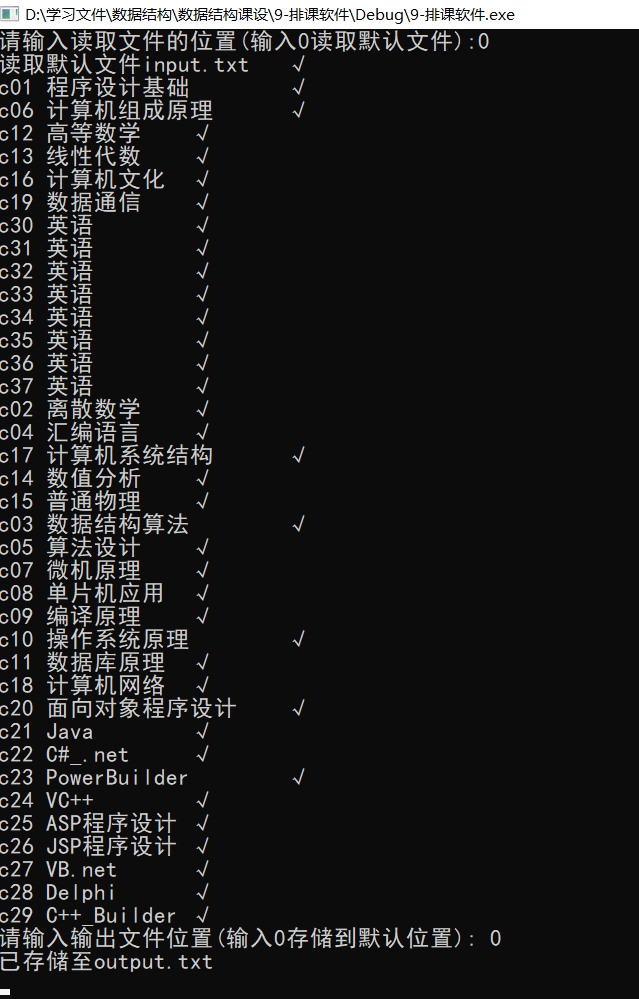 D:\学习文件\数据结构\数据结构课设\9-排课软件\Debug\9-排课软件.exe
请输入读取文件的位置(输入0读取默认文件):0
读取默认文件input.txt √
c01 程序设计基础 √
c06 计算机组成原理 √
c12 高等数学 √
c13 线性代数 √
c16 计算机文化 √
c19 数据通信 √
c30 英语 √
c31 英语 √
c32 英语 √
c33 英语 √
c34 英语 √
c35 英语 √
c36 英语 √
c37 英语 √
c02 离散数学 √
c04 汇编语言 √
c17 计算机系统结构 √
c14 数值分析 √
c15 普通物理 √
c03 数据结构算法 √
c05 算法设计 √
c07 微机原理 √
c08 单片机应用 √
c09 编译原理 √
c10 操作系统原理 √
c11 数据库原理 √
c18 计算机网络 √
c20 面向对象程序设计 √
c21 Java √
c22 C#_.net √
c23 PowerBuilder √
c24 VC++ √
c25 ASP程序设计 √
c26 JSP程序设计 √
c27 VB.net √
c28 Delphi √
c29 C++_Builder √
请输入输出文件位置(输入0存储到默认位置): 0
已存储至output.txt